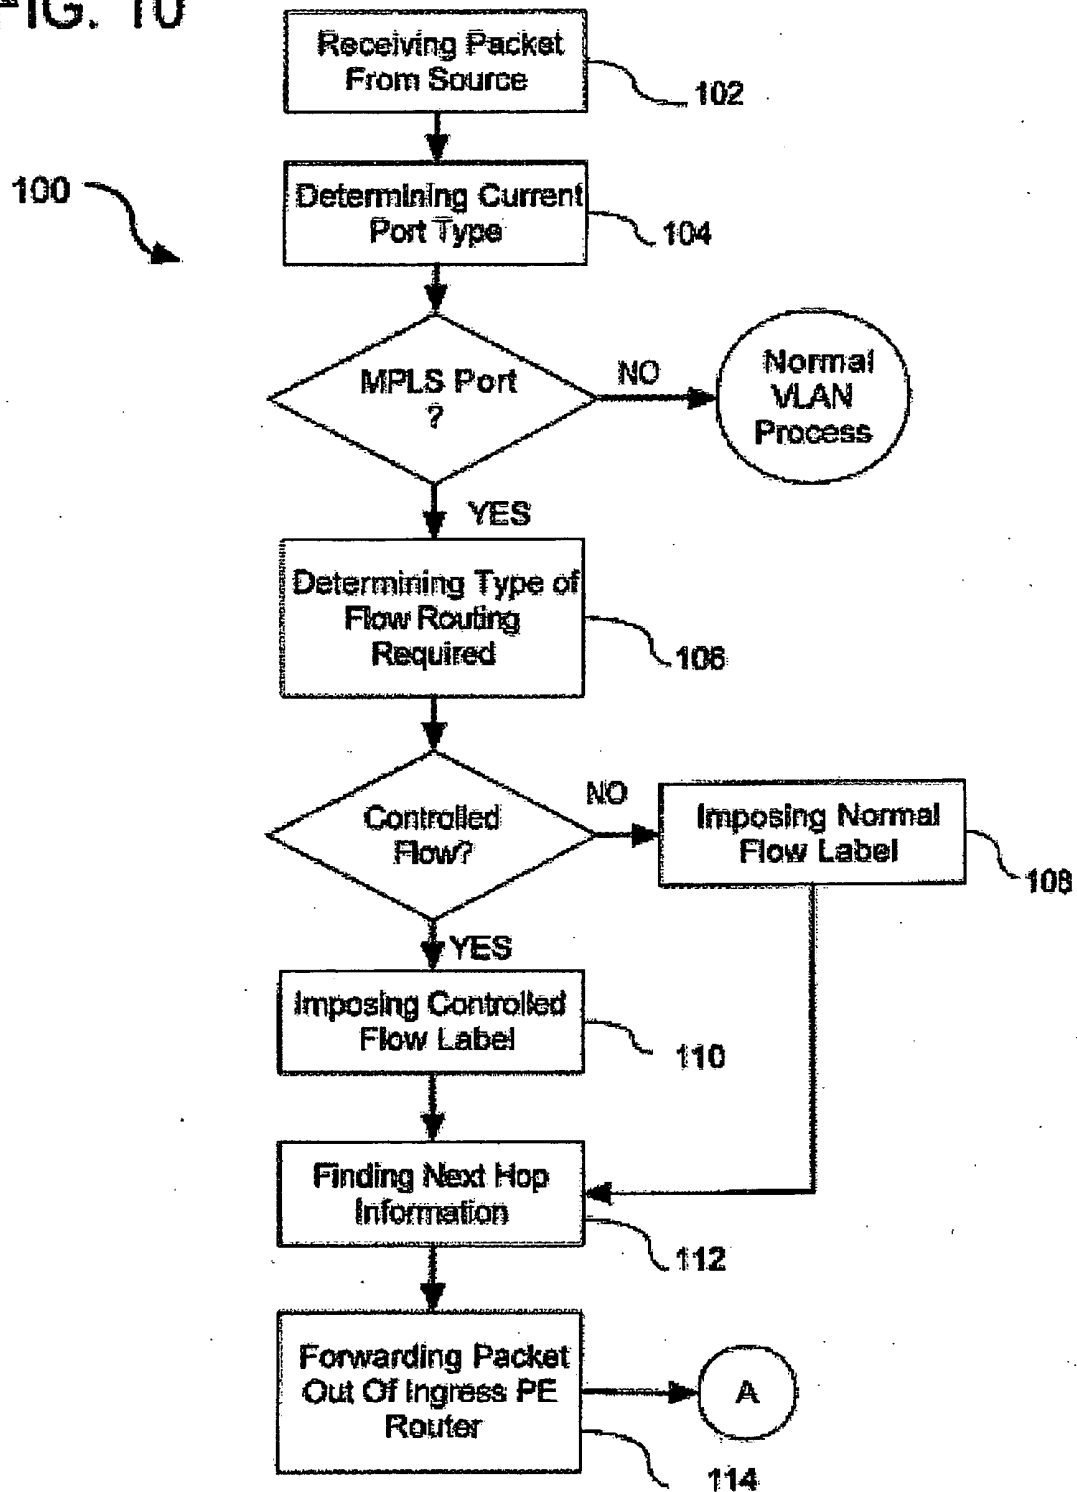 FIG. 10
Receiving Packet
From Source
102
100
Determining Current
Port Type
104
MPLS Port
?
NO
Normal
VLAN
Process
YES
Determining Type of
Flow Routing
Required
106
Controlled
Flow?
NO
Imposing Normal
Flow Label
108
YES
Imposing Controlled
Flow Label
110
Finding Next Hop
Information
112
Forwarding Packet
Out Of Ingress PE
Router
A
114